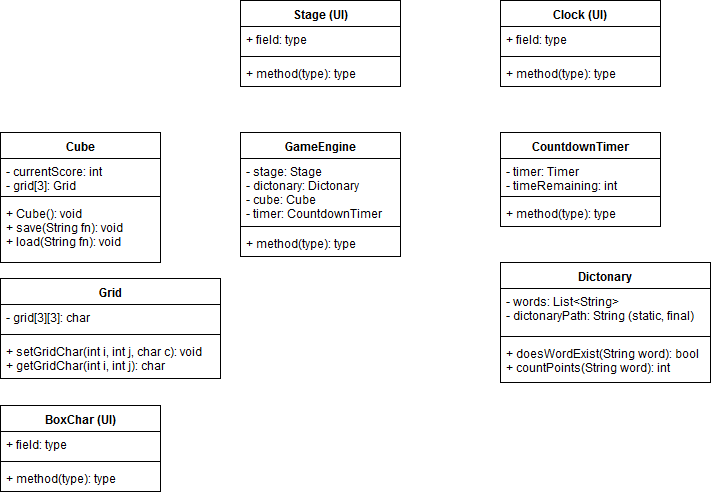 Stage (UI)
+ field: type
+ method(type): type
Clock (UI)
+ field: type
+ method(type): type
Cube
- currentScore: int
- grid[3]: Grid
+ Cube(): void
+ save(String fn): void
+ load(String fn): void
GameEngine
- stage: Stage
- dictonary: Dictonary
- cube: Cube
- timer: CountdownTimer
+ method(type): type
CountdownTimer
- timer: Timer
- timeRemaining: int
+ method(type): type
Grid
- grid[3][3]: char
+ setGridChar(int i, int j, char c): void
+ getGridChar(int i, int j): char
Dictonary
- words: List<String>
- dictonaryPath: String (static, final)
+ doesWordExist(String word): bool
+ countPoints(String word): int
BoxChar (UI)
+ field: type
+ method(type): type